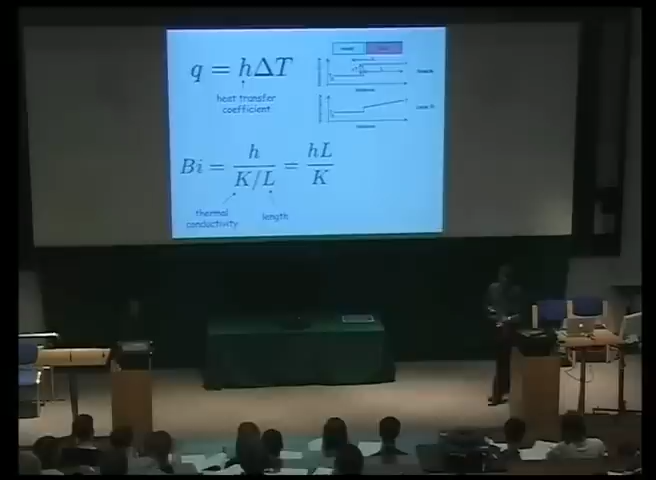 q = hΔT
heat transfer
coefficient
Bi = h / (K/L) = hL / K
thermal
conductivity
length